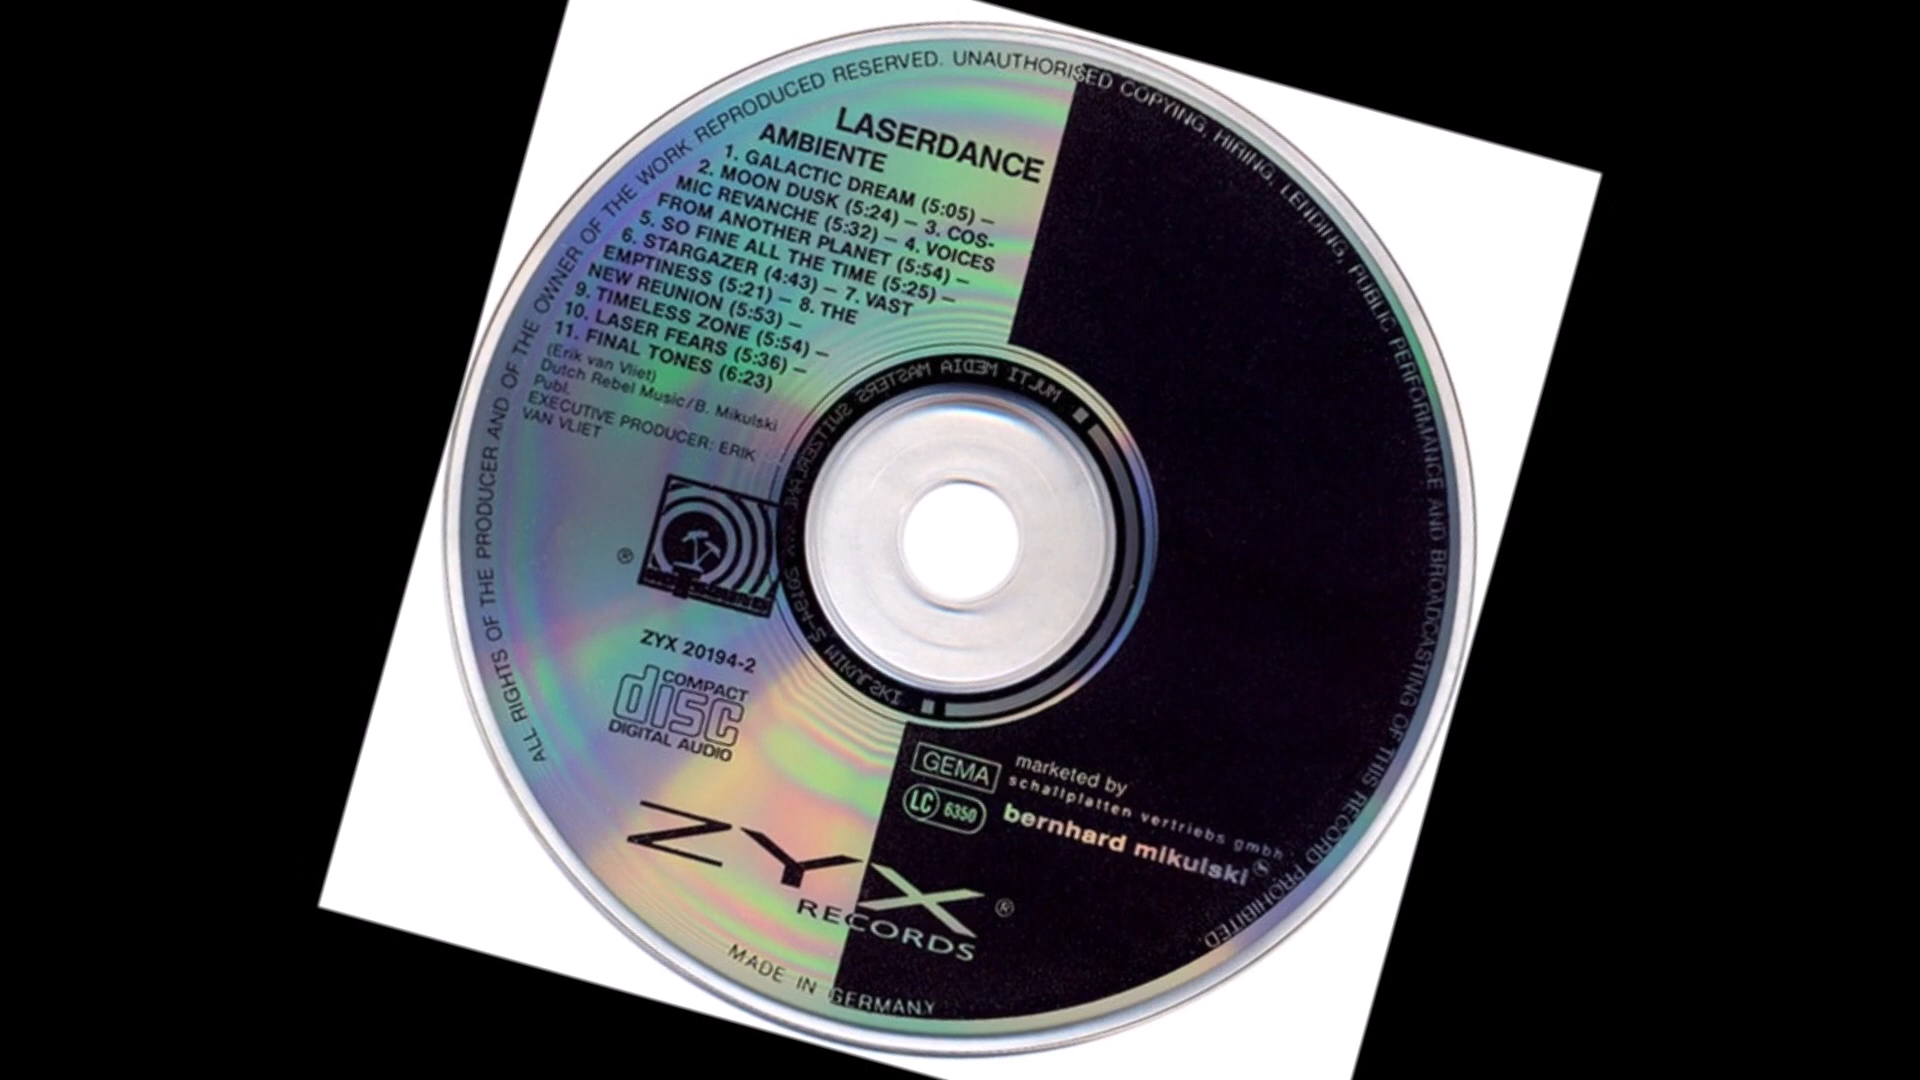 ALL RIGHTS OF THE PRODUCER AND OF THE OWNER OF THE WORK REPRODUCED RESERVED. UNAUTHORISED COPYING, HIRING, LENDING, PUBLIC PERFORMANCE AND BROADCASTING OF THIS RECORD PROHIBITED.
LASERDANCE
AMBIENTE
1. GALACTIC DREAM (5:05) –
2. MOON DUSK (5:24) – 3. COS-
MIC REVANCHE (5:32) – 4. VOICES
FROM ANOTHER PLANET (5:54) –
5. SO FINE ALL THE TIME (5:25) –
6. STARGAZER (4:43) – 7. VAST
EMPTINESS (5:21) – 8. THE
NEW REUNION (5:53) –
9. TIMELESS ZONE (5:54) –
10. LASER FEARS (5:36) –
11. FINAL TONES (6:23)
(Erik van Vliet)
Dutch Rebel Music/B. Mikulski
Publ.
EXECUTIVE PRODUCER: ERIK
VAN VLIET
MULTI MEDIA MASTERS
MIKULSKI
®
ZYX 20194-2
COMPACT
disc
DIGITAL AUDIO
GEMA
LC 6350
marketed by
schallplatten vertriebs gmbh
bernhard mikulski
ZYX ®
RECORDS
MADE IN GERMANY